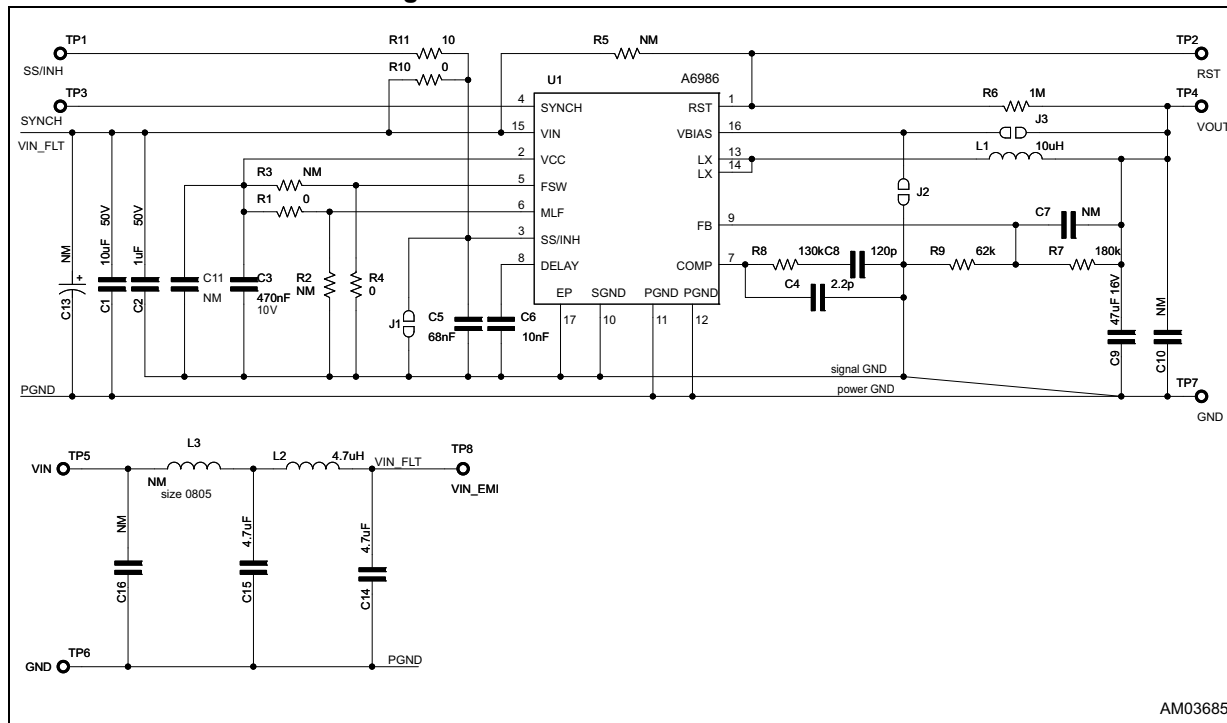 TP1
SS/INH
R11 10
R10 0
R5 NM
TP2
RST
U1
A6986
TP3
SYNCH
VIN_FLT
4 SYNCH
15 VIN
2 VCC
5 FSW
6 MLF
3 SS/INH
8 DELAY
RST 1
VBIAS 16
LX 13
LX 14
FB 9
COMP 7
EP
SGND
PGND
PGND
17
10
11
12
R6 1M
TP4
VOUT
J3
L1 10uH
J2
C7 NM
R3 NM
R1 0
R8 130k
C8 120p
R9 62k
R7 180k
C4 2.2p
NM
C13
+
10uF 50V
C1
1uF 50V
C2
C11
NM
C3
470nF
10V
R2
NM
R4
0
J1
C5
68nF
C6
10nF
47uF 16V
C9
NM
C10
signal GND
power GND
PGND
TP7
GND
L3
NM
size 0805
L2 4.7uH
VIN_FLT
TP8
VIN_EMI
VIN TP5
NM
C16
4.7uF
C15
4.7uF
C14
GND TP6
PGND